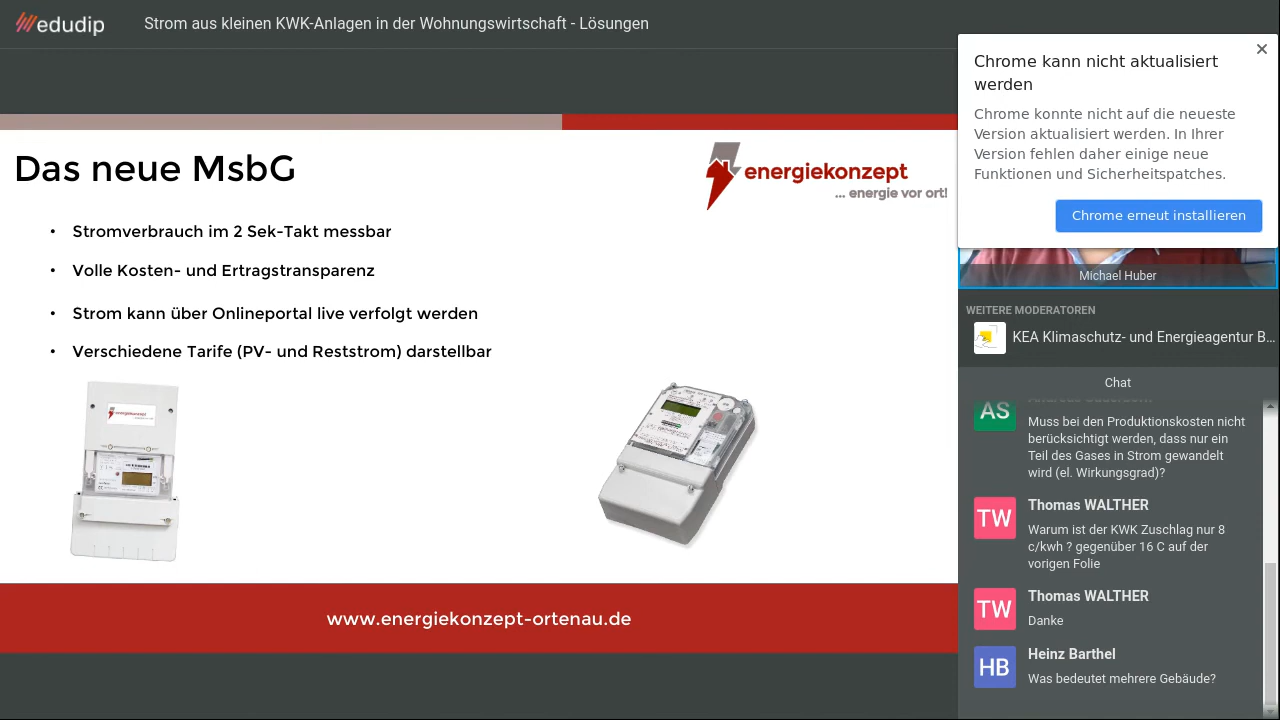 edudip
Strom aus kleinen KWK-Anlagen in der Wohnungswirtschaft - Lösungen
Das neue MsbG
energiekonzept
... energie vor ort!
• Stromverbrauch im 2 Sek-Takt messbar
• Volle Kosten- und Ertragstransparenz
• Strom kann über Onlineportal live verfolgt werden
• Verschiedene Tarife (PV- und Reststrom) darstellbar
energiekonzept
www.energiekonzept-ortenau.de
Chrome kann nicht aktualisiert
werden
Chrome konnte nicht auf die neueste
Version aktualisiert werden. In Ihrer
Version fehlen daher einige neue
Funktionen und Sicherheitspatches.
Chrome erneut installieren
Michael Huber
WEITERE MODERATOREN
KEA Klimaschutz- und Energieagentur B...
Chat
AS
Muss bei den Produktionskosten nicht
berücksichtigt werden, dass nur ein
Teil des Gases in Strom gewandelt
wird (el. Wirkungsgrad)?
TW
Thomas WALTHER
Warum ist der KWK Zuschlag nur 8
c/kwh ? gegenüber 16 C auf der
vorigen Folie
TW
Thomas WALTHER
Danke
HB
Heinz Barthel
Was bedeutet mehrere Gebäude?